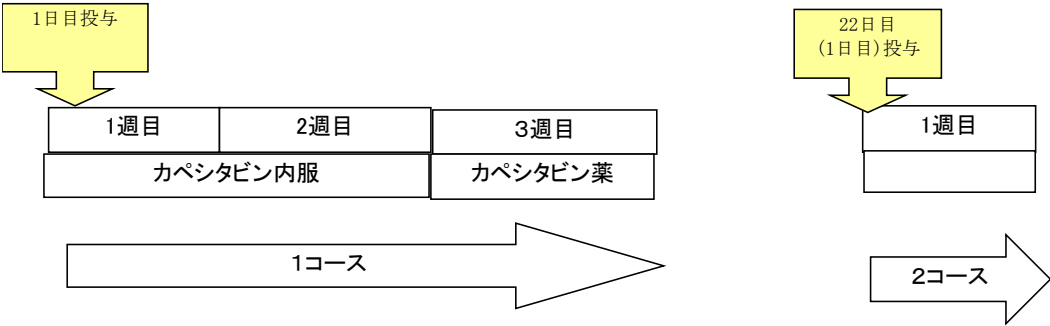 1日目投与
22日目
(1日目)投与
1週目
2週目
3週目
1週目
カペシタビン内服
カペシタビン薬
1コース
2コース